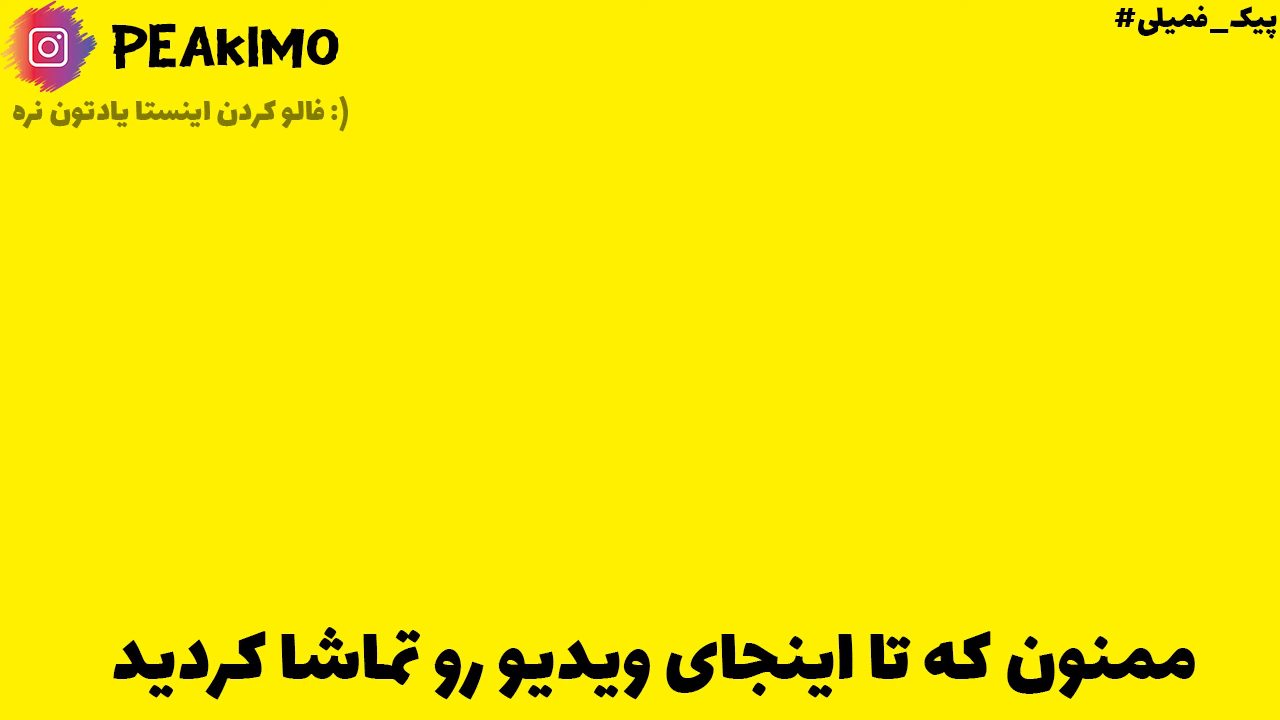 PEAkIMO
فالو کردن اینستا یادتون نره :)
#پیک_فمیلی
ممنون که تا اینجای ویدیو رو تماشا کردید